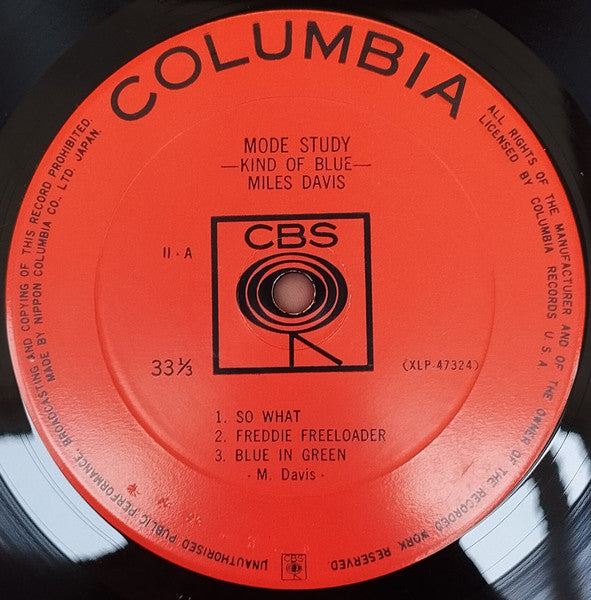 COLUMBIA
MODE STUDY
—KIND OF BLUE—
MILES DAVIS
CBS
II·A
33⅓
(XLP-47324)
1. SO WHAT
2. FREDDIE FREELOADER
3. BLUE IN GREEN
· M. Davis ·
ALL RIGHTS OF THE MANUFACTURER AND OF THE OWNER OF THE RECORDED WORK RESERVED.
LICENSED BY COLUMBIA RECORDS U.S.A.
CBS
UNAUTHORISED PUBLIC PERFORMANCE, BROADCASTING AND COPYING OF THIS RECORD PROHIBITED.
MADE BY NIPPON COLUMBIA CO., LTD. JAPAN.